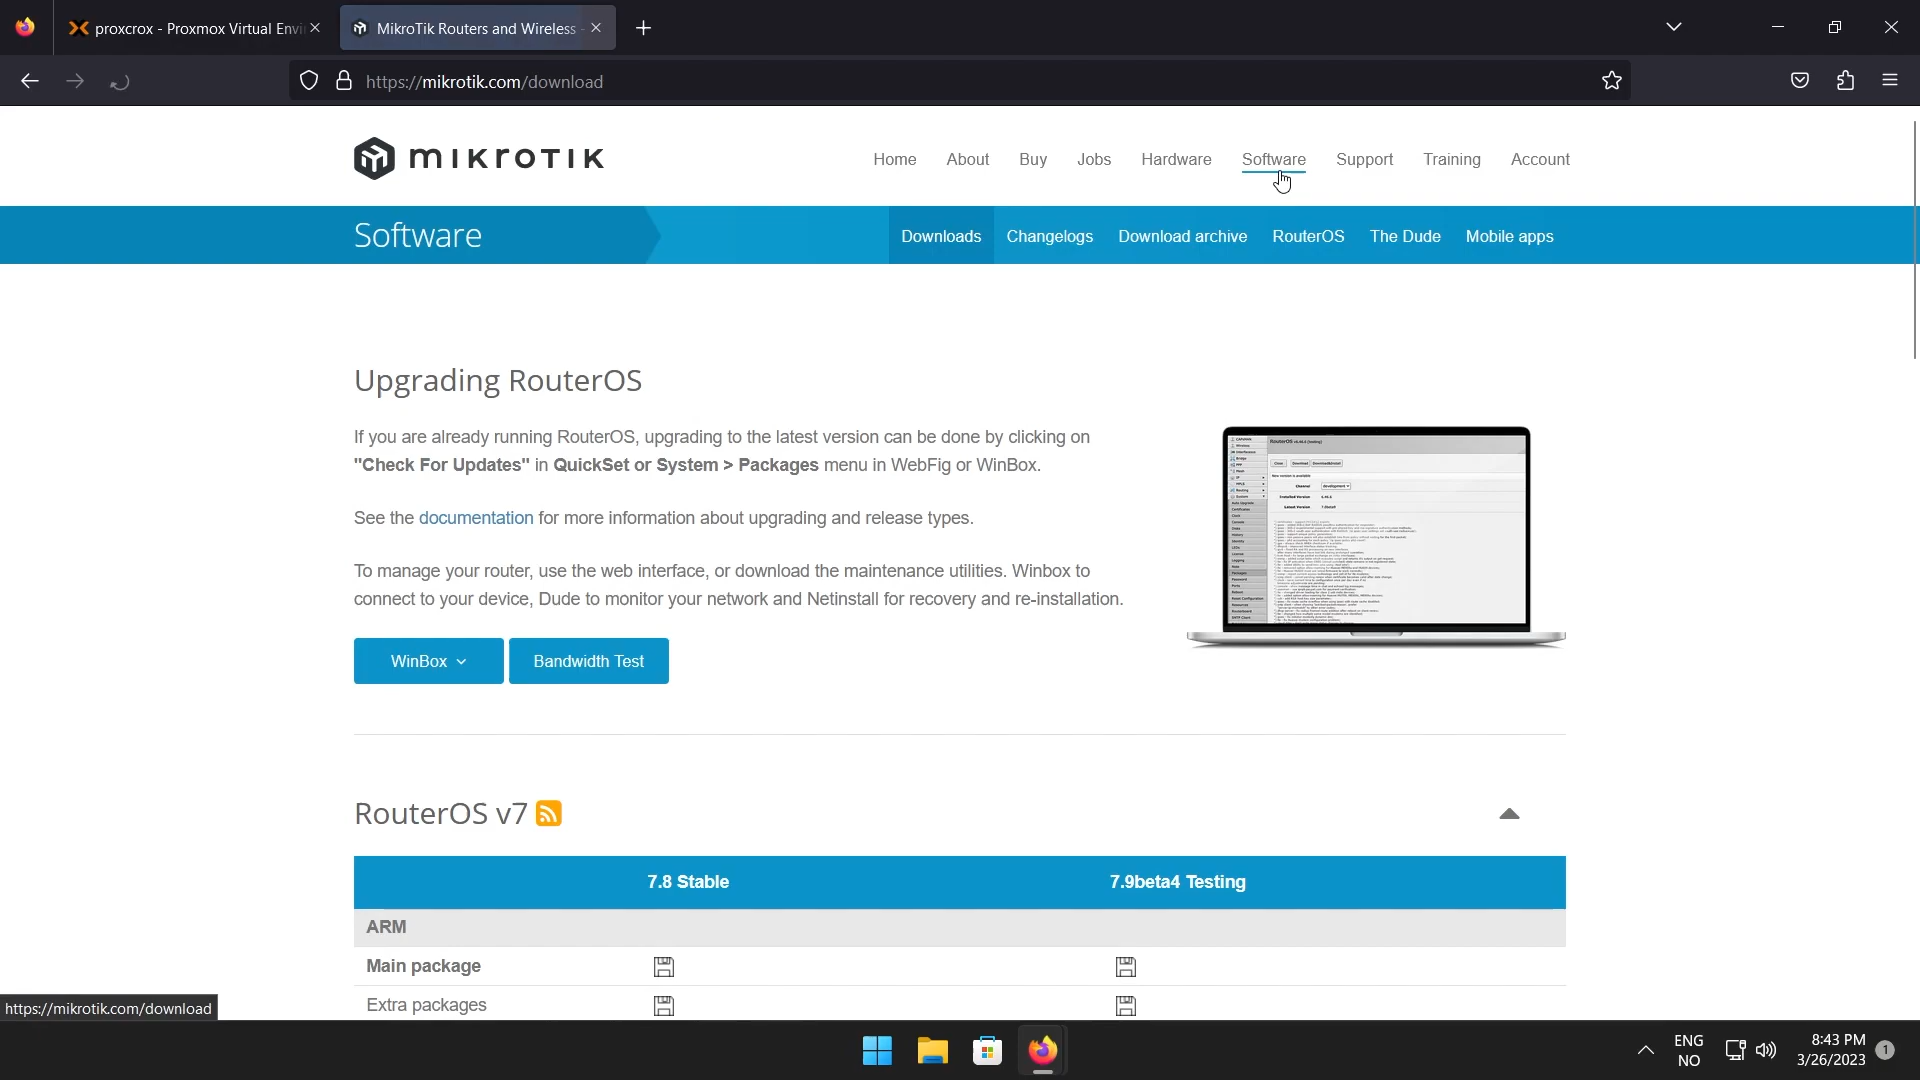 proxcrox - Proxmox Virtual Envi
MikroTik Routers and Wireless -
https://mikrotik.com/download
mikrotik
Home About Buy Jobs Hardware Software Support Training Account
Software
Downloads Changelogs Download archive RouterOS The Dude Mobile apps
Upgrading RouterOS
If you are already running RouterOS, upgrading to the latest version can be done by clicking on
"Check For Updates" in QuickSet or System > Packages menu in WebFig or WinBox.
See the documentation for more information about upgrading and release types.
To manage your router, use the web interface, or download the maintenance utilities. Winbox to
connect to your device, Dude to monitor your network and Netinstall for recovery and re-installation.
WinBox Bandwidth Test
RouterOS v7
7.8 Stable 7.9beta4 Testing
ARM
Main package
Extra packages
https://mikrotik.com/download
ENG
NO
8:43 PM
3/26/2023
1